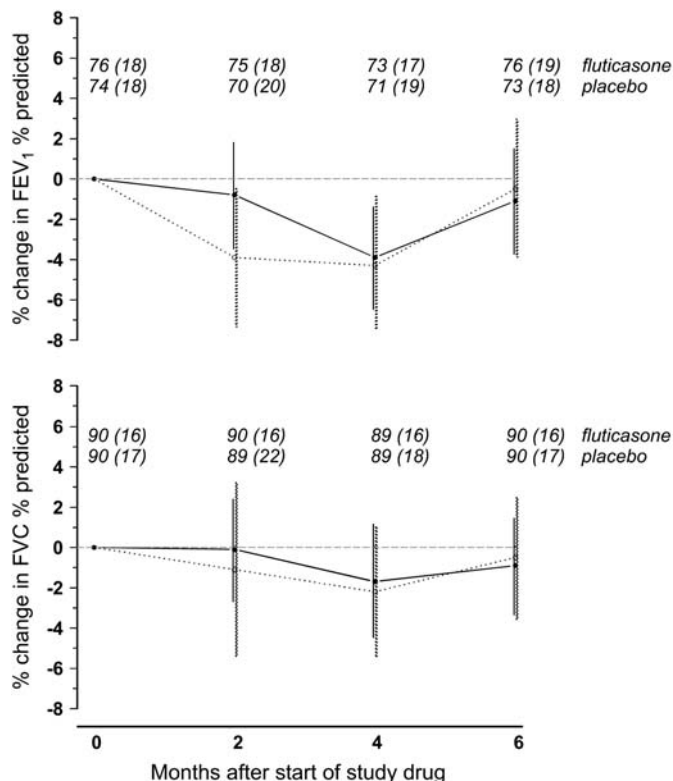 8
6
76 (18) 75 (18) 73 (17) 76 (19) fluticasone
74 (18) 70 (20) 71 (19) 73 (18) placebo
4
2
0
-2
-4
-6
-8
% change in FEV₁ % predicted
8
6
90 (16) 90 (16) 89 (16) 90 (16) fluticasone
90 (17) 89 (22) 89 (18) 90 (17) placebo
4
2
0
-2
-4
-6
-8
% change in FVC % predicted
0 2 4 6
Months after start of study drug